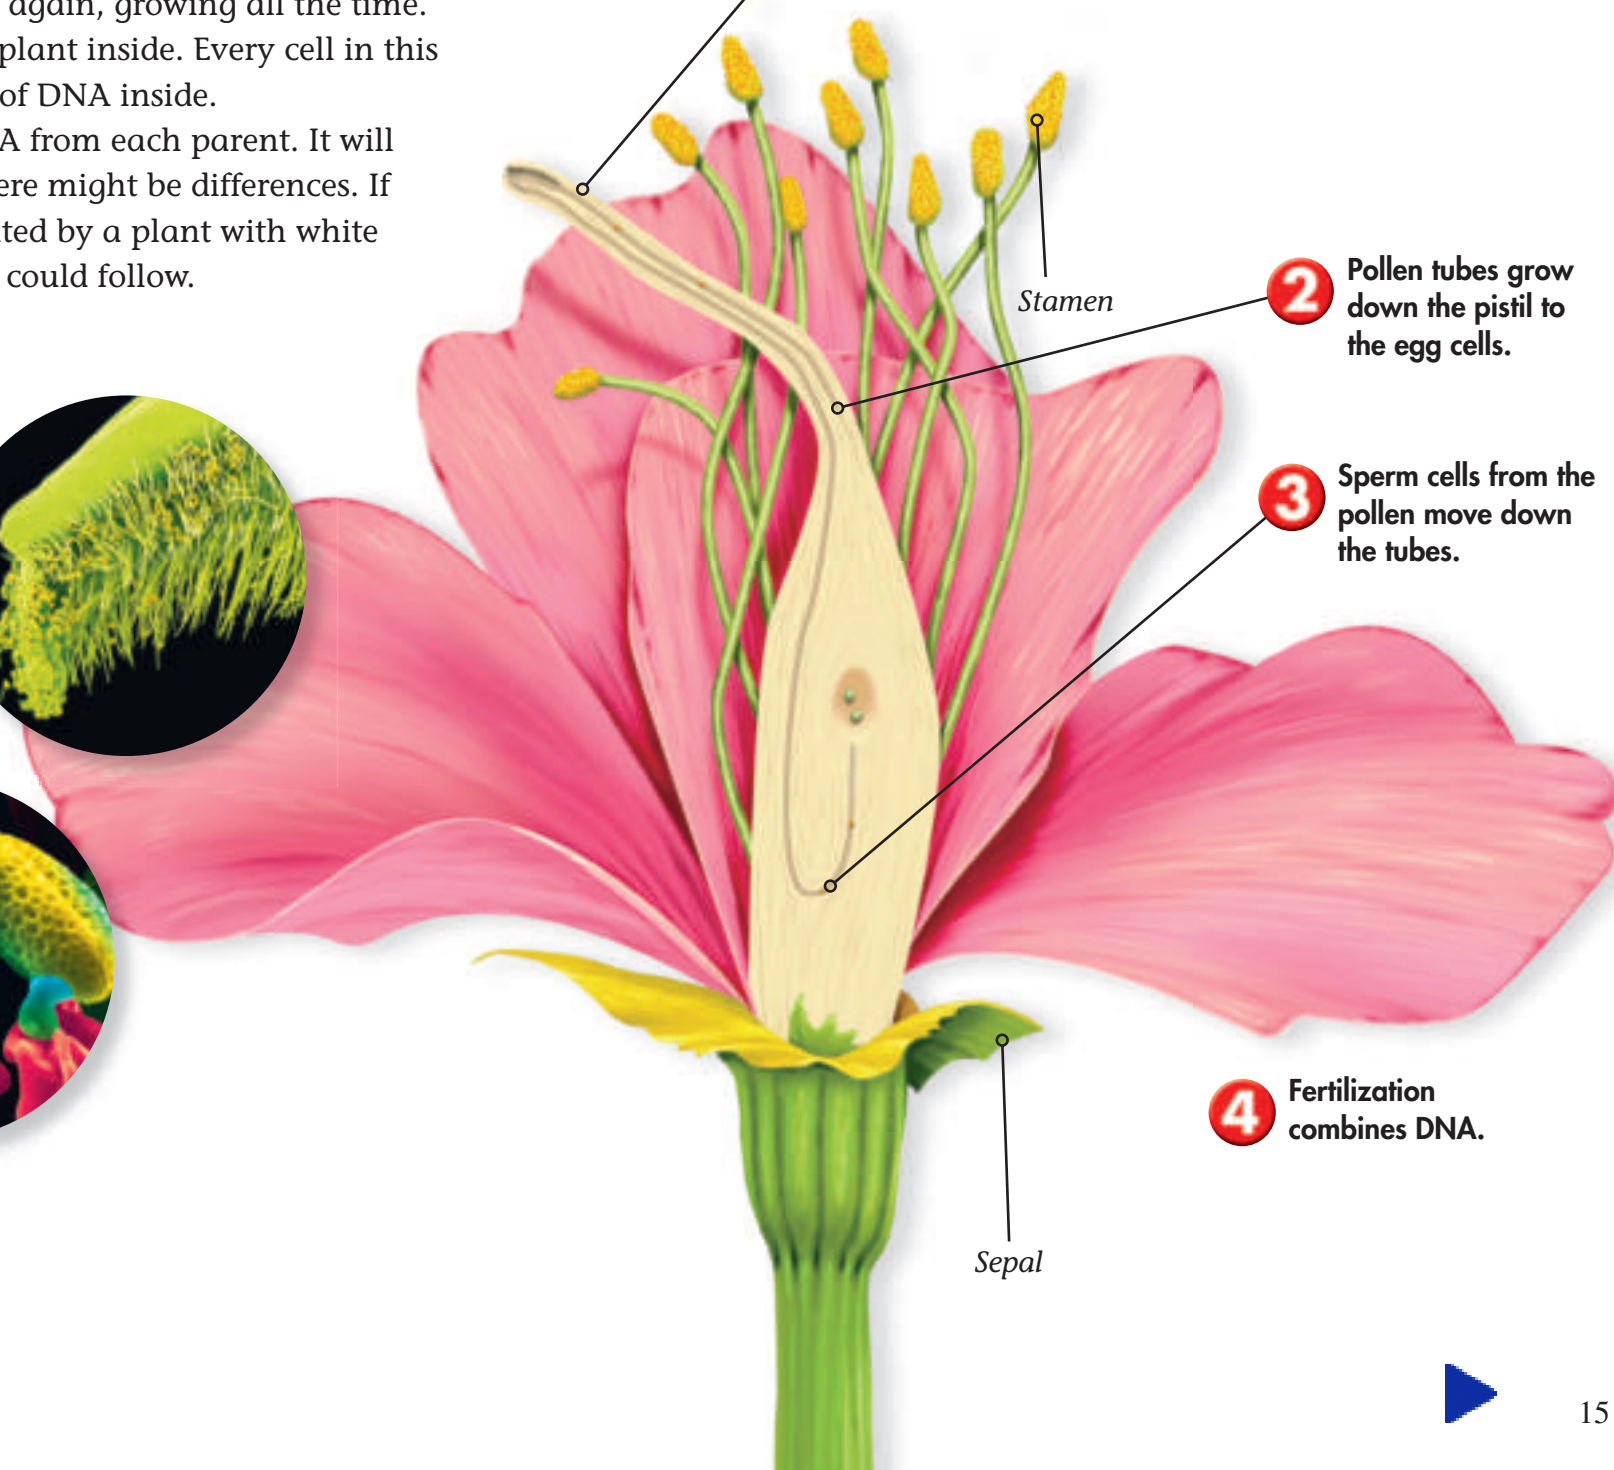 again, growing all the time.
plant inside. Every cell in this
of DNA inside.
A from each parent. It will
ere might be differences. If
ted by a plant with white
could follow.
Stamen
2 Pollen tubes grow
down the pistil to
the egg cells.
3 Sperm cells from the
pollen move down
the tubes.
4 Fertilization
combines DNA.
Sepal
15